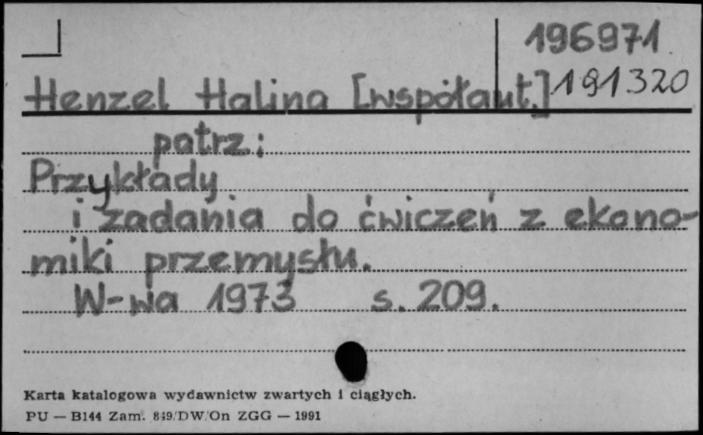 196971
Henzel Halina [współaut.] 191320
patrz:
Przykłady
i zadania do ćwiczeń z ekono-
miki przemysłu.
W-wa 1973 s. 209.
Karta katalogowa wydawnictw zwartych i ciągłych.
PU — B144 Zam. 849/DW/On ZGG — 1991